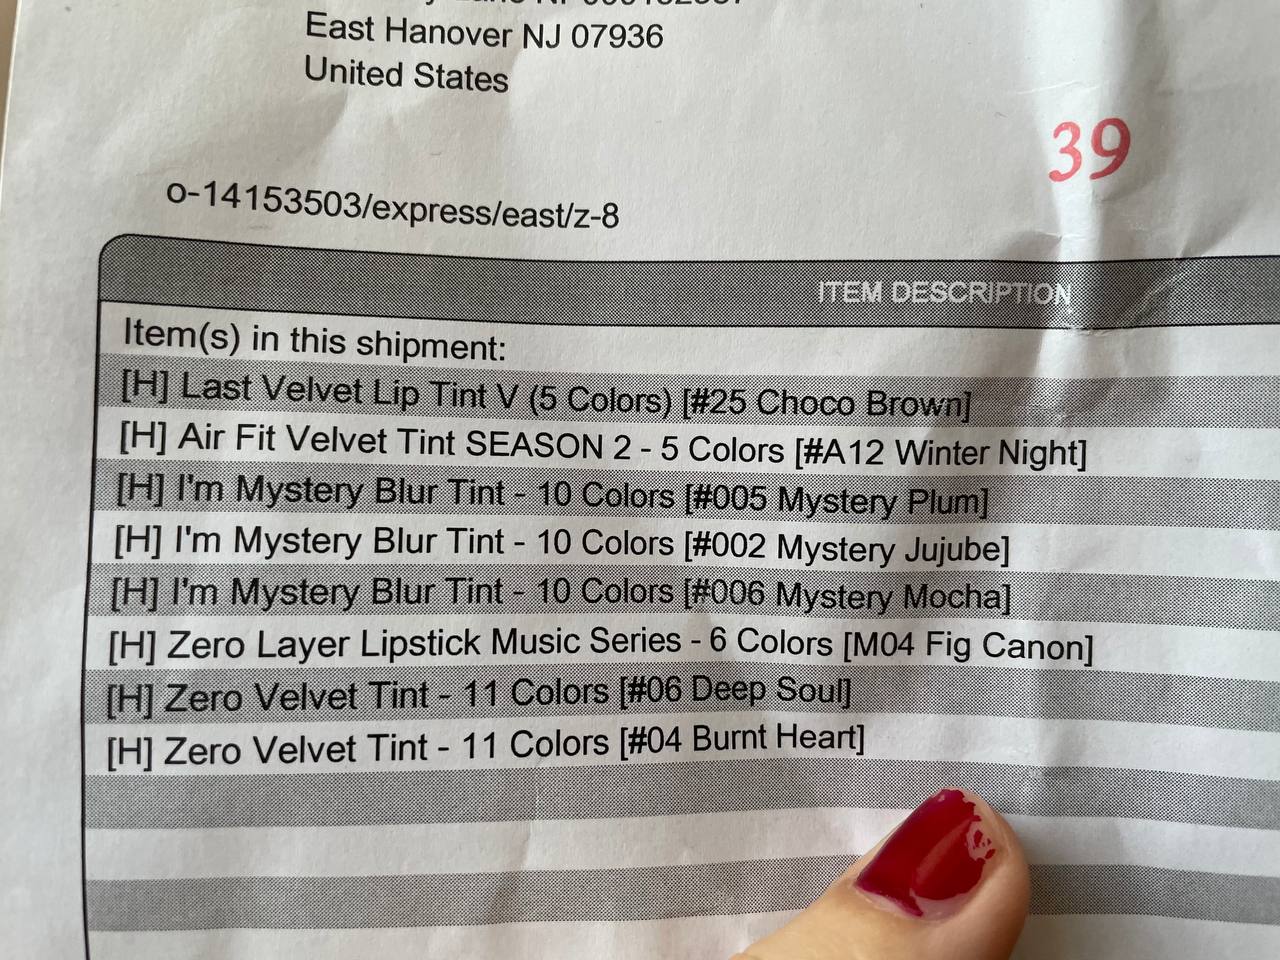 East Hanover NJ 07936
United States
39
o-14153503/express/east/z-8
ITEM DESCRIPTION
Item(s) in this shipment:
[H] Last Velvet Lip Tint V (5 Colors) [#25 Choco Brown]
[H] Air Fit Velvet Tint SEASON 2 - 5 Colors [#A12 Winter Night]
[H] I'm Mystery Blur Tint - 10 Colors [#005 Mystery Plum]
[H] I'm Mystery Blur Tint - 10 Colors [#002 Mystery Jujube]
[H] I'm Mystery Blur Tint - 10 Colors [#006 Mystery Mocha]
[H] Zero Layer Lipstick Music Series - 6 Colors [M04 Fig Canon]
[H] Zero Velvet Tint - 11 Colors [#06 Deep Soul]
[H] Zero Velvet Tint - 11 Colors [#04 Burnt Heart]